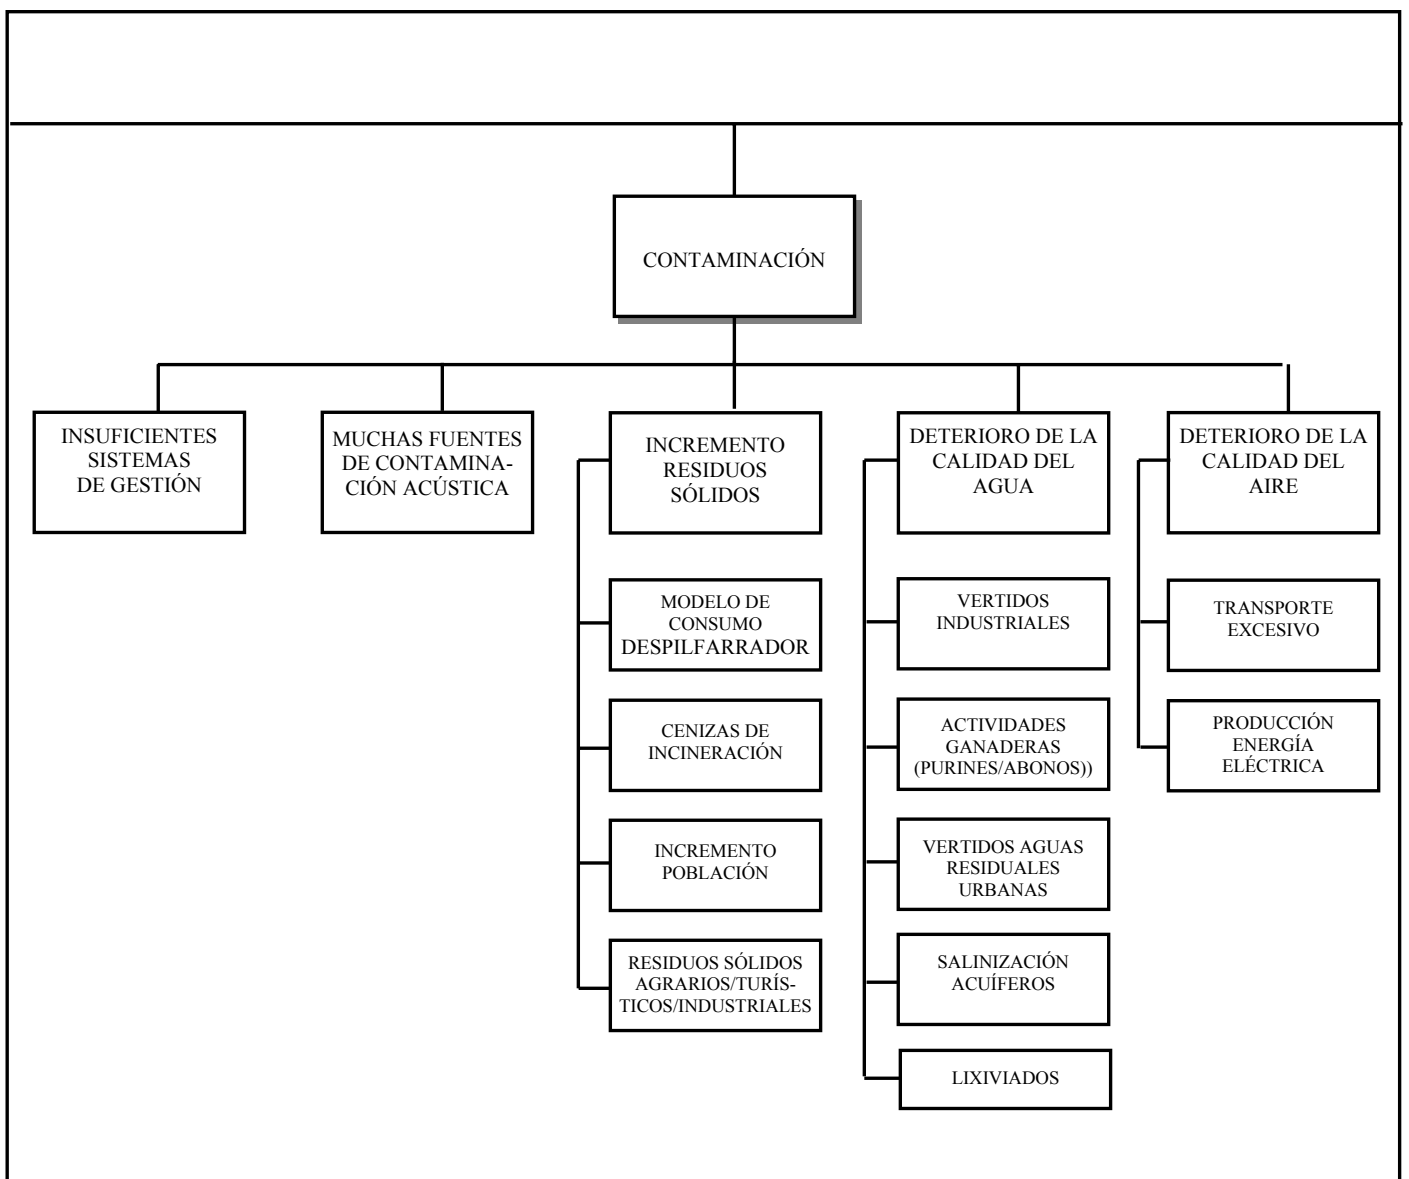 CONTAMINACIÓN
INSUFICIENTES
SISTEMAS
DE GESTIÓN
MUCHAS FUENTES
DE CONTAMINA-
CIÓN ACÚSTICA
INCREMENTO
RESIDUOS
SÓLIDOS
DETERIORO DE LA
CALIDAD DEL
AGUA
DETERIORO DE LA
CALIDAD DEL
AIRE
MODELO DE
CONSUMO
DESPILFARRADOR
VERTIDOS
INDUSTRIALES
TRANSPORTE
EXCESIVO
CENIZAS DE
INCINERACIÓN
ACTIVIDADES
GANADERAS
(PURINES/ABONOS))
PRODUCCIÓN
ENERGÍA
ELÉCTRICA
INCREMENTO
POBLACIÓN
VERTIDOS AGUAS
RESIDUALES
URBANAS
RESIDUOS SÓLIDOS
AGRARIOS/TURÍS-
TICOS/INDUSTRIALES
SALINIZACIÓN
ACUÍFEROS
LIXIVIADOS